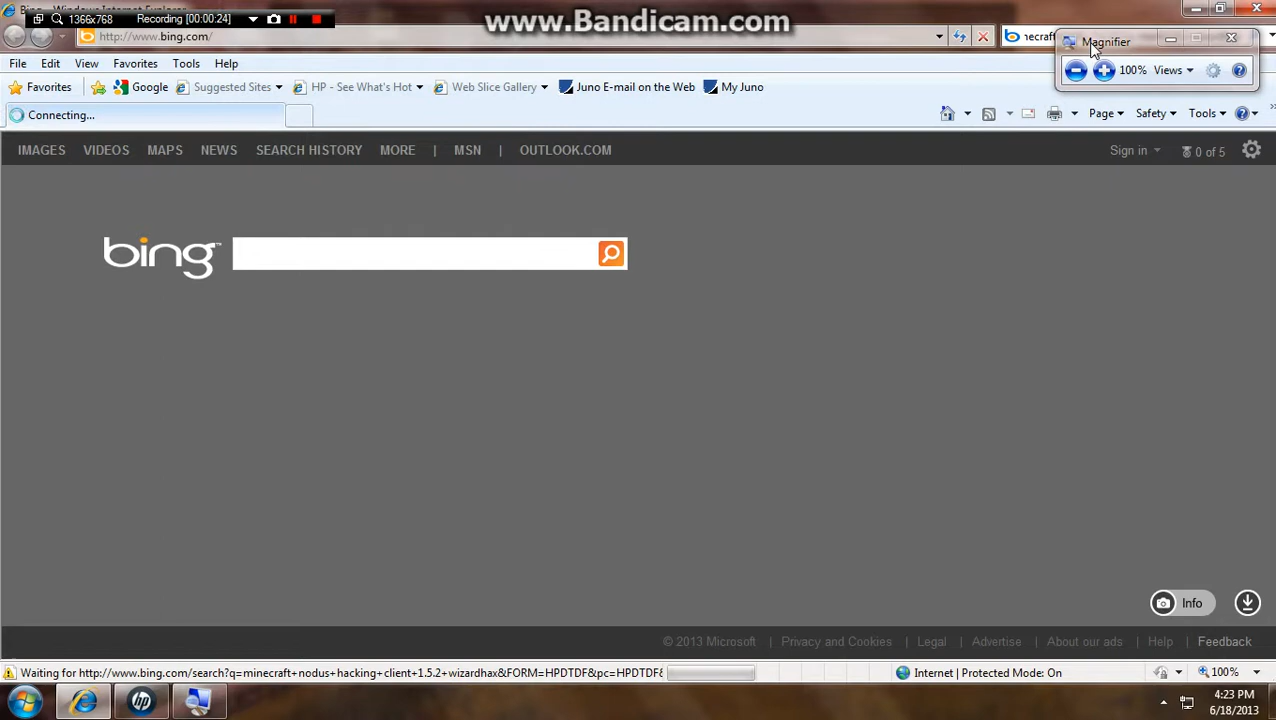 1366x768 Recording [00:00:24]
www.Bandicam.com
http://www.bing.com/
Magnifier
100% Views
File Edit View Favorites Tools Help
Favorites Google Suggested Sites HP - See What's Hot Web Slice Gallery Juno E-mail on the Web My Juno
Connecting...
Page Safety Tools
IMAGES VIDEOS MAPS NEWS SEARCH HISTORY MORE | MSN | OUTLOOK.COM
Sign in 0 of 5
bing
Info
© 2013 Microsoft | Privacy and Cookies | Legal | Advertise | About our ads | Help | Feedback
Waiting for http://www.bing.com/search?q=minecraft+nodus+hacking+client+1.5.2+wizardhax&FORM=HPDTDF&pc=HPDTDF&
Internet | Protected Mode: On
100%
hp
4:23 PM
6/18/2013